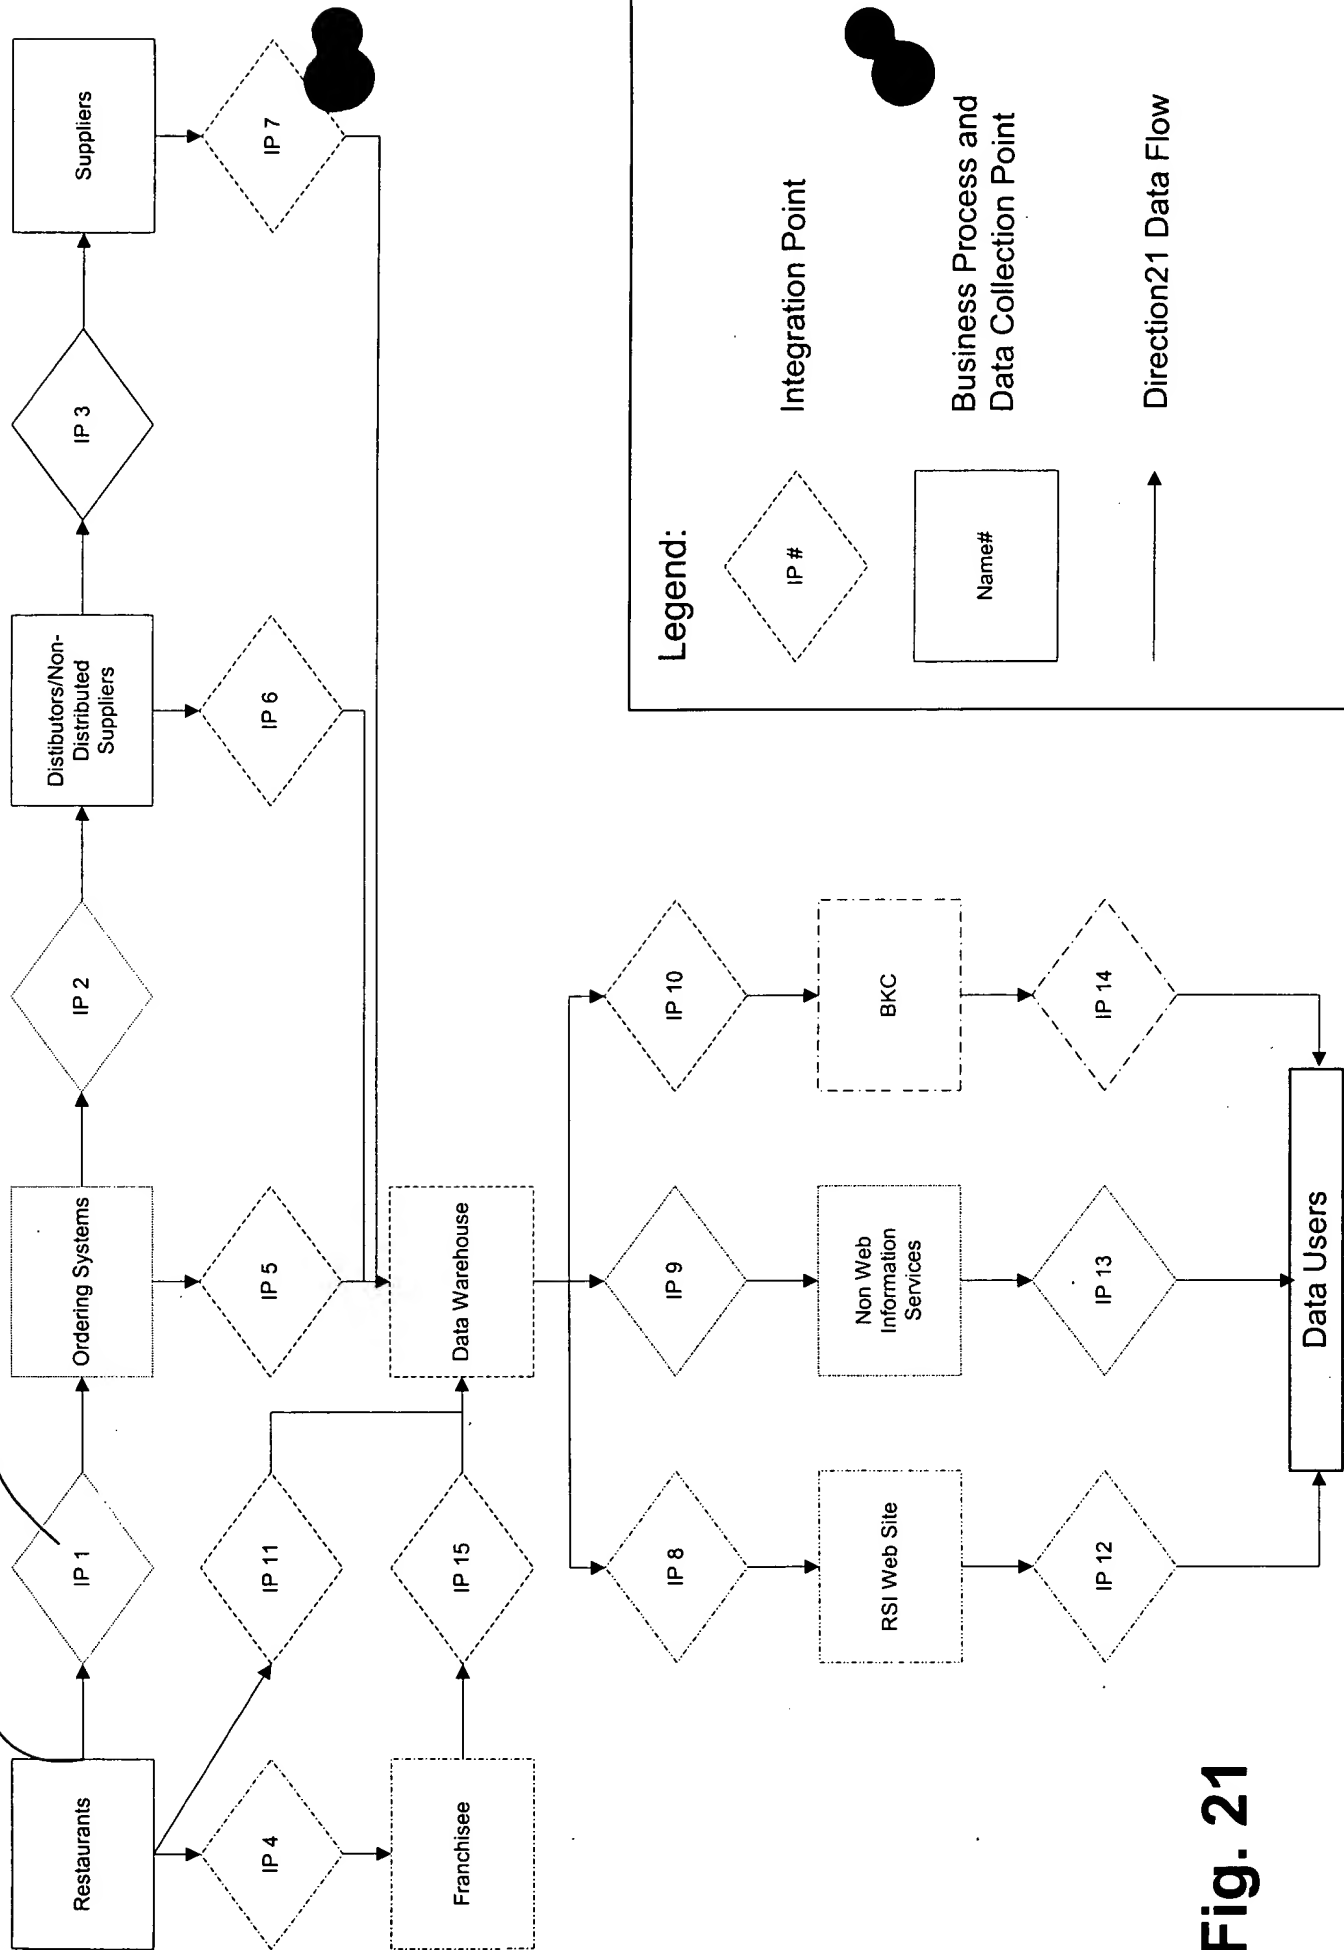 Restaurants
IP 1
Ordering Systems
IP 2
Distibutors/Non-
Distributed
Suppliers
IP 3
Suppliers
IP 4
IP 11
IP 5
IP 6
IP 7
Franchisee
IP 15
Data Warehouse
IP 8
IP 9
IP 10
RSI Web Site
Non Web
Information
Services
BKC
IP 12
IP 13
IP 14
Data Users
Legend:
IP #
Integration Point
Name#
Business Process and
Data Collection Point
Direction21 Data Flow
Fig. 21